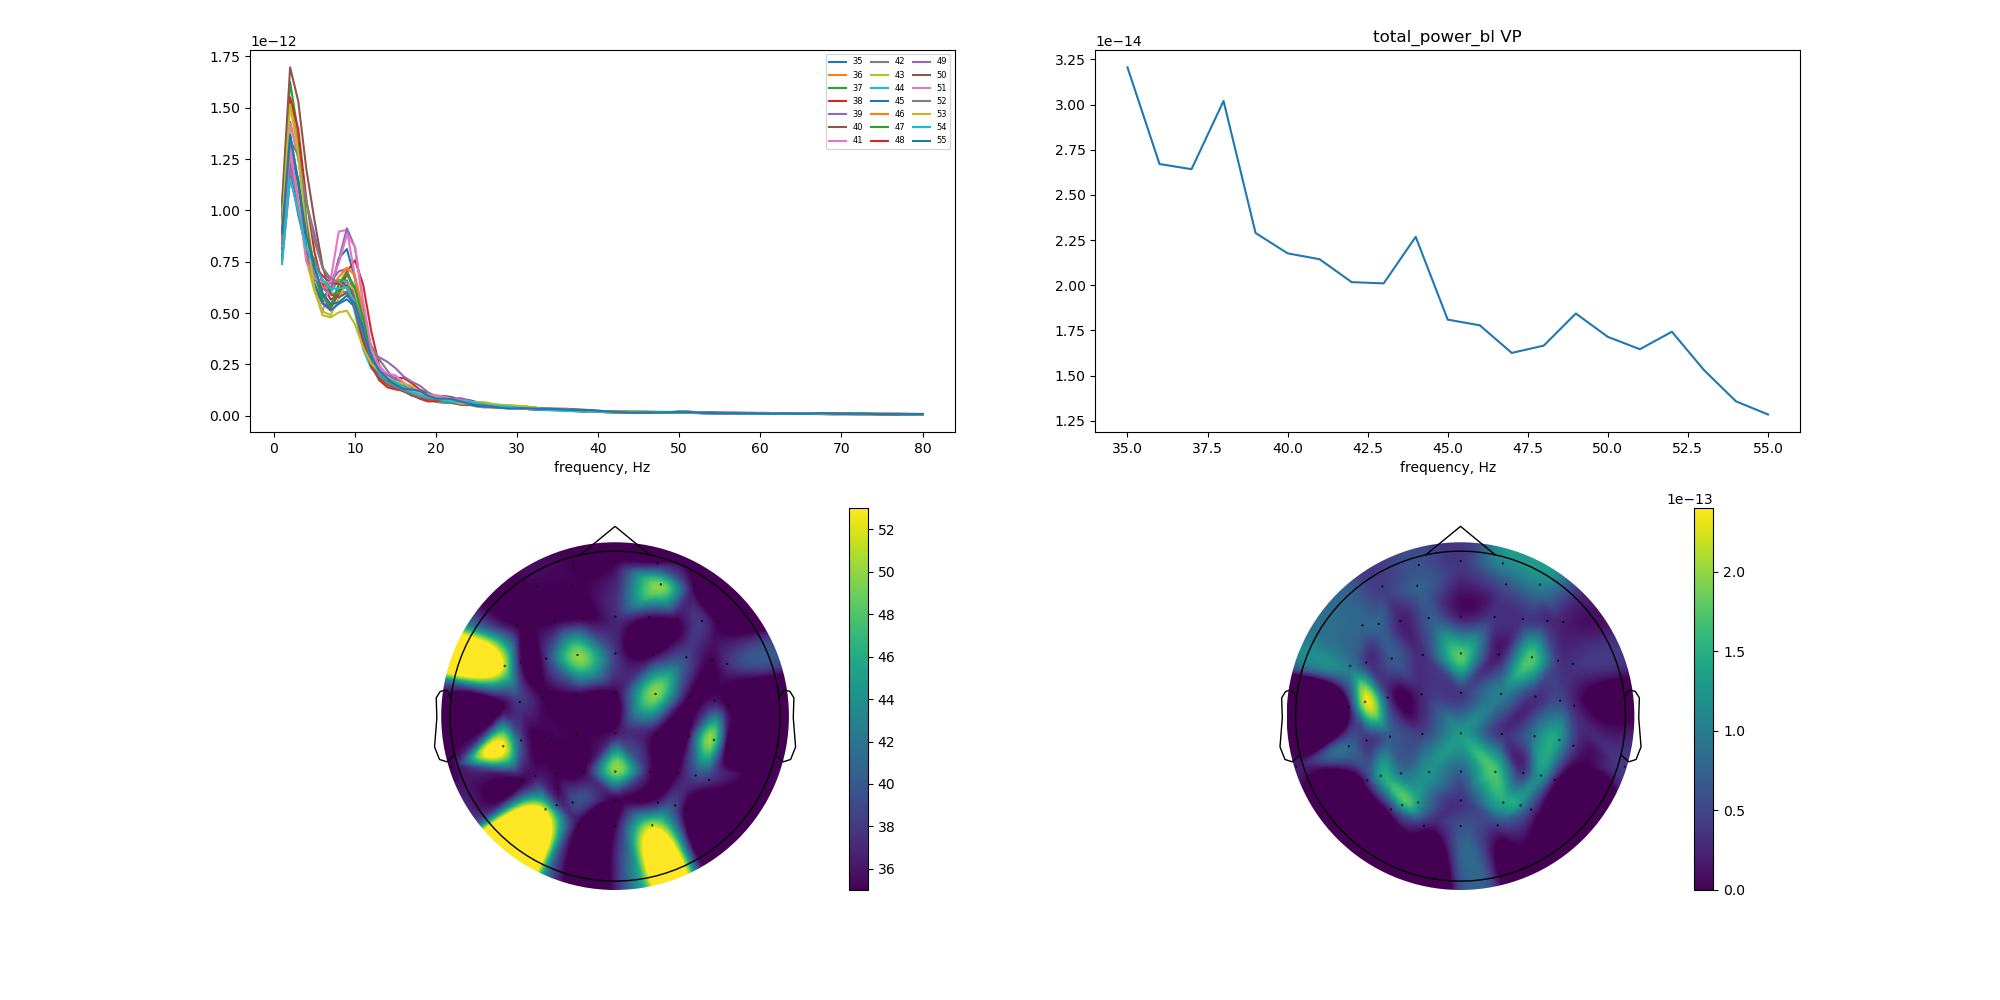 1e−12
1.75
1.50
1.25
1.00
0.75
0.50
0.25
0.00
0 10 20 30 40 50 60 70 80
frequency, Hz
35 42 49
36 43 50
37 44 51
38 45 52
39 46 53
40 47 54
41 48 55
total_power_bl VP
1e−14
3.25
3.00
2.75
2.50
2.25
2.00
1.75
1.50
1.25
35.0 37.5 40.0 42.5 45.0 47.5 50.0 52.5 55.0
frequency, Hz
52
50
48
46
44
42
40
38
36
1e−13
2.0
1.5
1.0
0.5
0.0